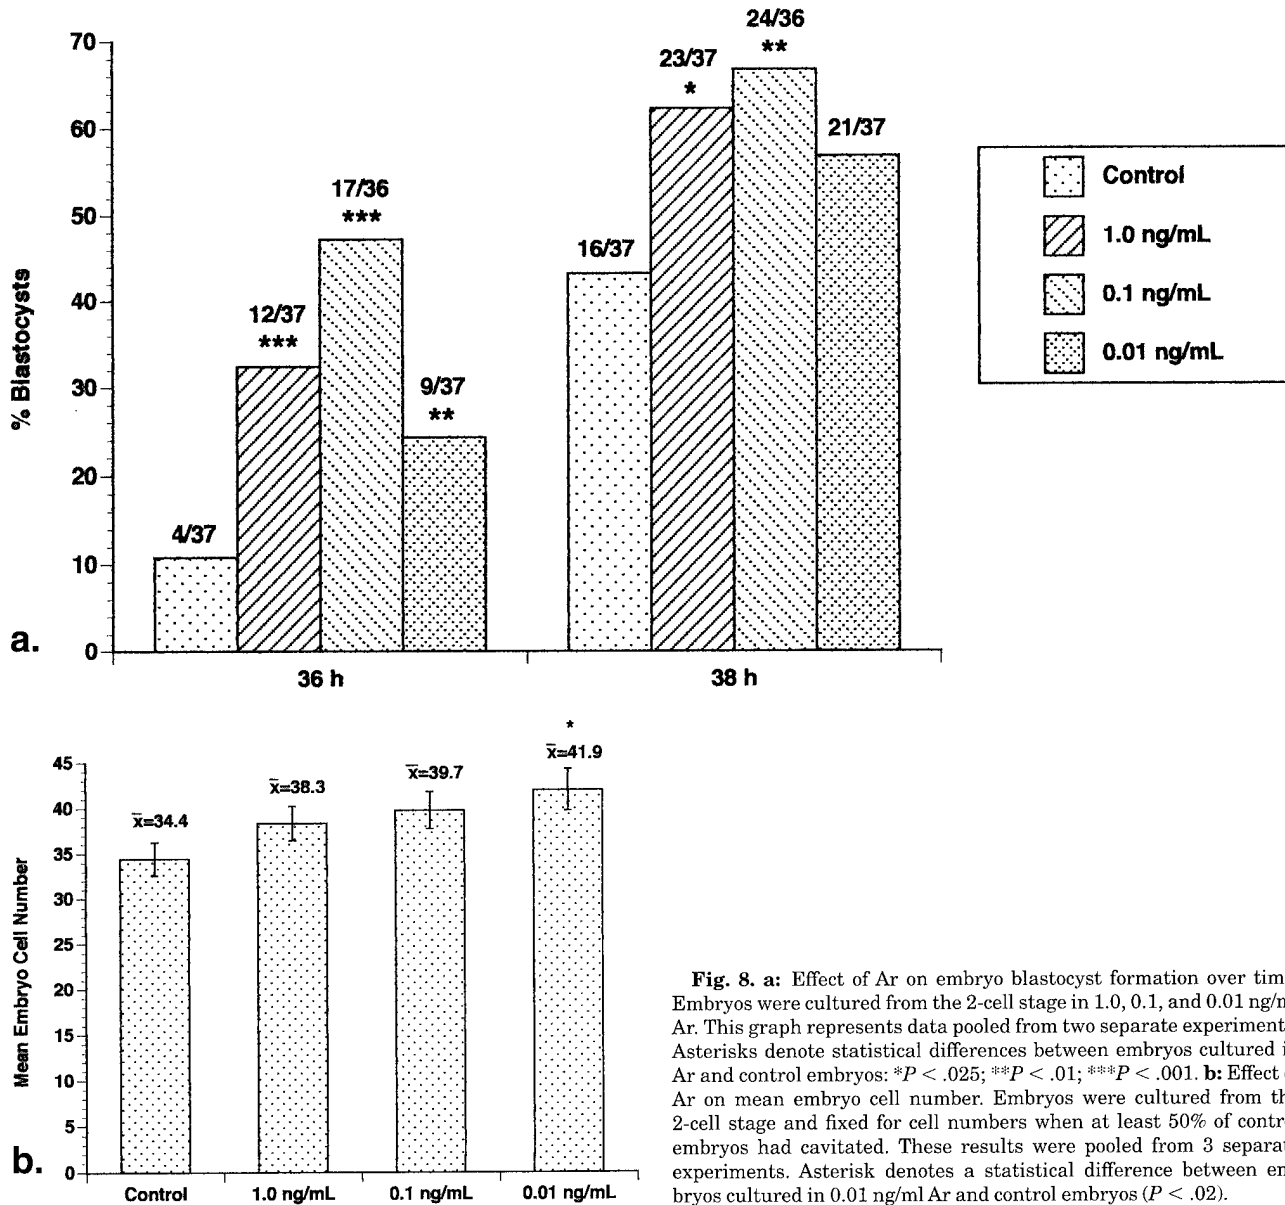 24/36
**
70
23/37
*
60
21/37
Control
17/36
***
50
1.0 ng/mL
16/37
% Blastocysts
0.1 ng/mL
40
12/37
***
0.01 ng/mL
30
9/37
**
20
4/37
10
a.
0
36 h
38 h
*
45
x̄=34.4
x̄=38.3
x̄=39.7
x̄=41.9
40
35
30
25
20
15
10
5
0
Mean Embryo Cell Number
b.
Control
1.0 ng/mL
0.1 ng/mL
0.01 ng/mL
Fig. 8. a: Effect of Ar on embryo blastocyst formation over tim
Embryos were cultured from the 2-cell stage in 1.0, 0.1, and 0.01 ng/m
Ar. This graph represents data pooled from two separate experiment
Asterisks denote statistical differences between embryos cultured i
Ar and control embryos: *P < .025; **P < .01; ***P < .001. b: Effect
Ar on mean embryo cell number. Embryos were cultured from th
2-cell stage and fixed for cell numbers when at least 50% of contr
embryos had cavitated. These results were pooled from 3 separat
experiments. Asterisk denotes a statistical difference between em
bryos cultured in 0.01 ng/ml Ar and control embryos (P < .02).